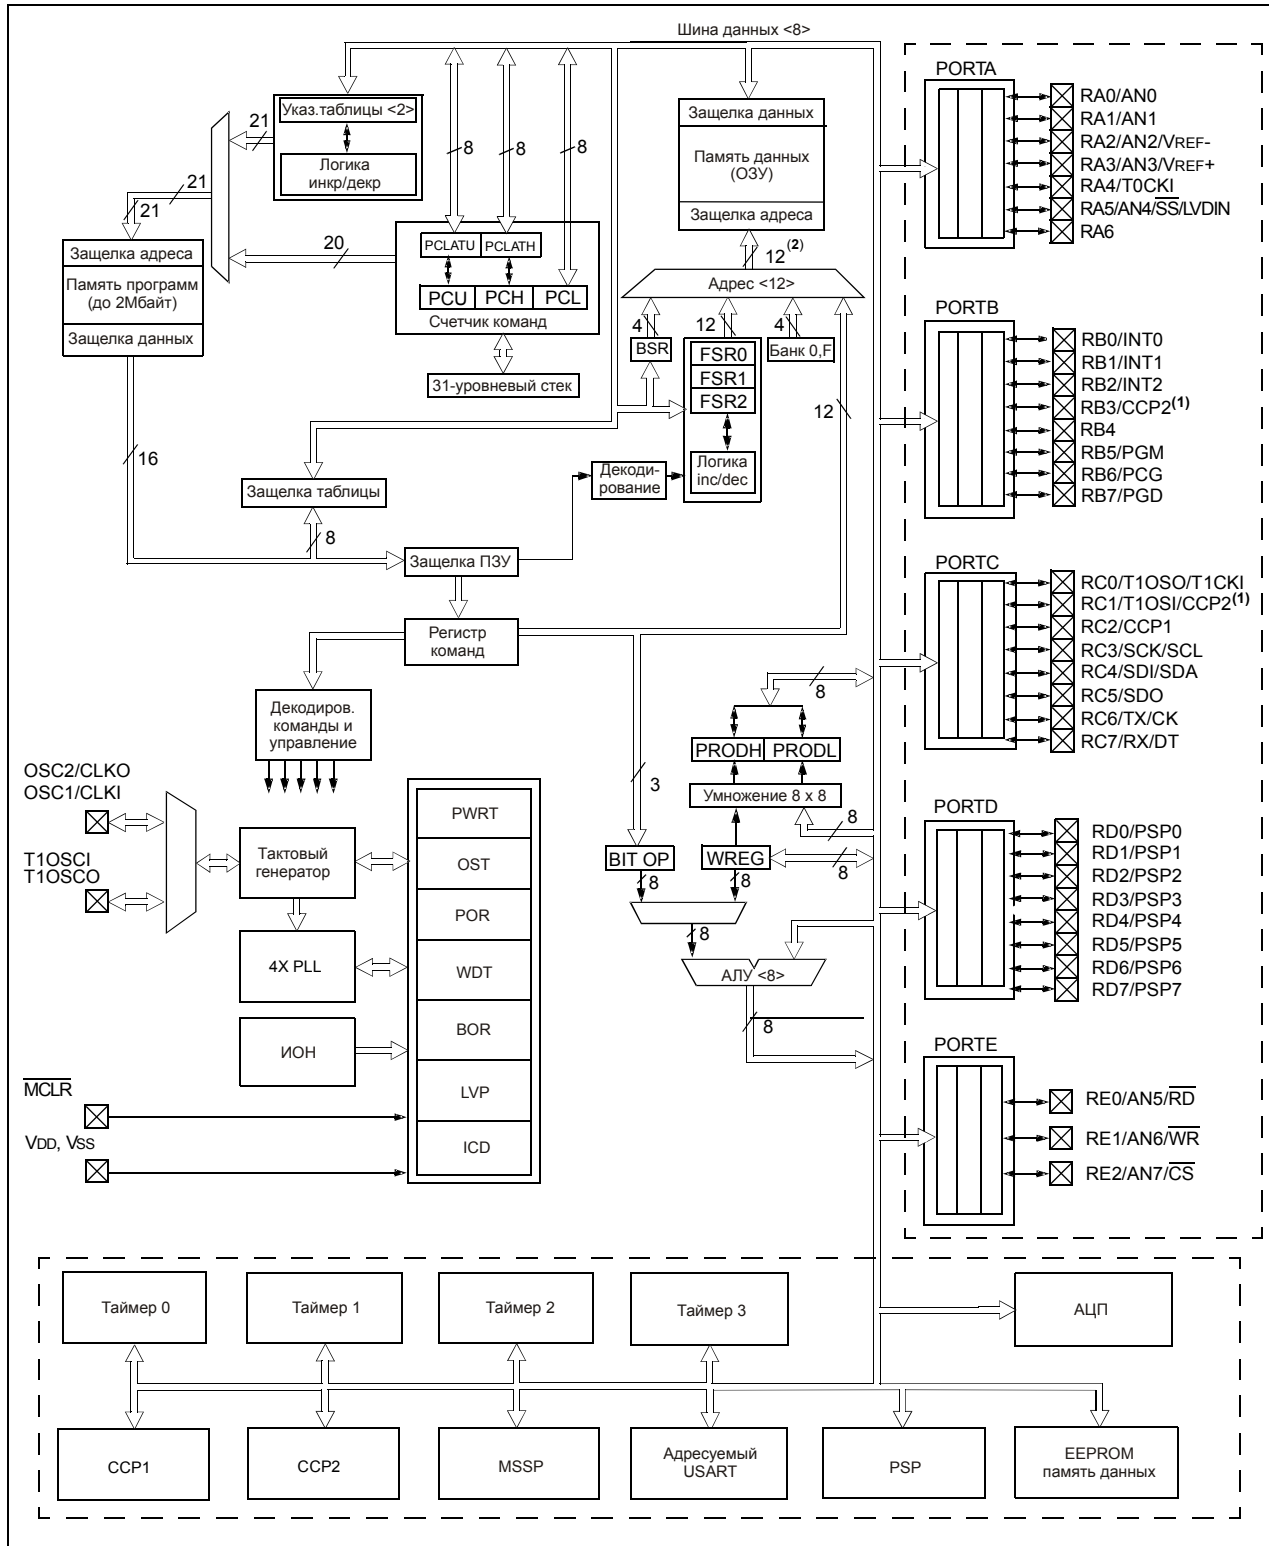 Шина данных <8>
Указ.таблицы <2>
Логика
инкр/декр
21
21
21
8
8
8
20
PCLATU
PCLATH
PCU
PCH
PCL
Счетчик команд
31-уровневый стек
Защелка адреса
Память программ
(до 2Мбайт)
Защелка данных
16
Защелка данных
Память данных
(ОЗУ)
Защелка адреса
12(2)
Адрес <12>
4
12
4
BSR
FSR0
FSR1
FSR2
Банк 0,F
12
Логика
inc/dec
Декоди-
рование
Защелка таблицы
8
Защелка ПЗУ
Регистр
команд
Декодиров.
команды и
управление
OSC2/CLKO
OSC1/CLKI
T1OSCI
T1OSCO
Тактовый
генератор
4X PLL
ИОН
MCLR
VDD, VSS
PWRT
OST
POR
WDT
BOR
LVP
ICD
3
8
PRODH
PRODL
Умножение 8 x 8
8
BIT OP
WREG
8
8
8
8
АЛУ <8>
8
PORTA
RA0/AN0
RA1/AN1
RA2/AN2/VREF-
RA3/AN3/VREF+
RA4/T0CKI
RA5/AN4/SS/LVDIN
RA6
PORTB
RB0/INT0
RB1/INT1
RB2/INT2
RB3/CCP2(1)
RB4
RB5/PGM
RB6/PCG
RB7/PGD
PORTC
RC0/T1OSO/T1CKI
RC1/T1OSI/CCP2(1)
RC2/CCP1
RC3/SCK/SCL
RC4/SDI/SDA
RC5/SDO
RC6/TX/CK
RC7/RX/DT
PORTD
RD0/PSP0
RD1/PSP1
RD2/PSP2
RD3/PSP3
RD4/PSP4
RD5/PSP5
RD6/PSP6
RD7/PSP7
PORTE
RE0/AN5/RD
RE1/AN6/WR
RE2/AN7/CS
Таймер 0
Таймер 1
Таймер 2
Таймер 3
АЦП
CCP1
CCP2
MSSP
Адресуемый
USART
PSP
EEPROM
память данных